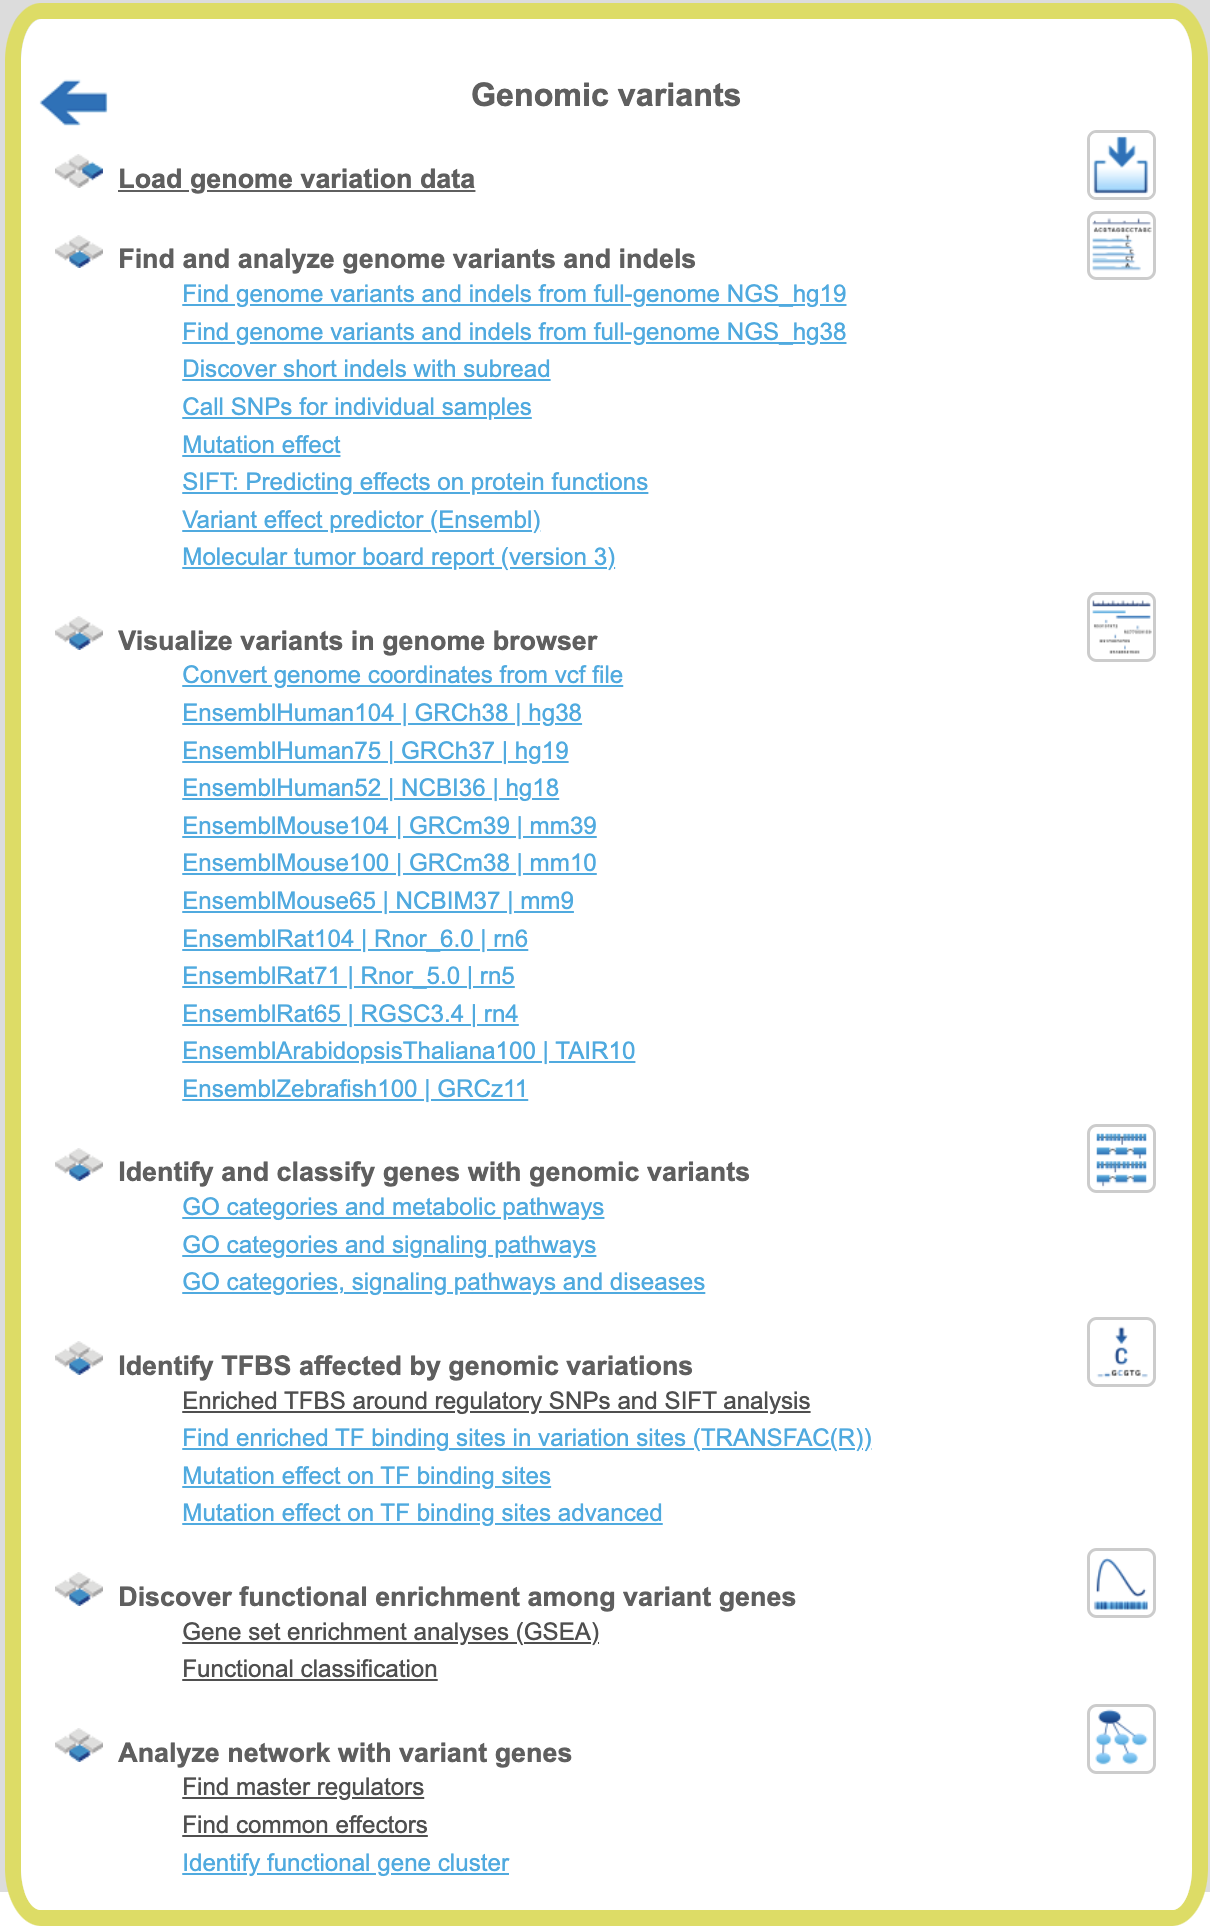 Genomic variants
Load genome variation data
Find and analyze genome variants and indels
Find genome variants and indels from full-genome NGS_hg19
Find genome variants and indels from full-genome NGS_hg38
Discover short indels with subread
Call SNPs for individual samples
Mutation effect
SIFT: Predicting effects on protein functions
Variant effect predictor (Ensembl)
Molecular tumor board report (version 3)
Visualize variants in genome browser
Convert genome coordinates from vcf file
EnsemblHuman104 | GRCh38 | hg38
EnsemblHuman75 | GRCh37 | hg19
EnsemblHuman52 | NCBI36 | hg18
EnsemblMouse104 | GRCm39 | mm39
EnsemblMouse100 | GRCm38 | mm10
EnsemblMouse65 | NCBIM37 | mm9
EnsemblRat104 | Rnor_6.0 | rn6
EnsemblRat71 | Rnor_5.0 | rn5
EnsemblRat65 | RGSC3.4 | rn4
EnsemblArabidopsisThaliana100 | TAIR10
EnsemblZebrafish100 | GRCz11
Identify and classify genes with genomic variants
GO categories and metabolic pathways
GO categories and signaling pathways
GO categories, signaling pathways and diseases
Identify TFBS affected by genomic variations
C
GCGTG
Enriched TFBS around regulatory SNPs and SIFT analysis
Find enriched TF binding sites in variation sites (TRANSFAC(R))
Mutation effect on TF binding sites
Mutation effect on TF binding sites advanced
Discover functional enrichment among variant genes
Gene set enrichment analyses (GSEA)
Functional classification
Analyze network with variant genes
Find master regulators
Find common effectors
Identify functional gene cluster